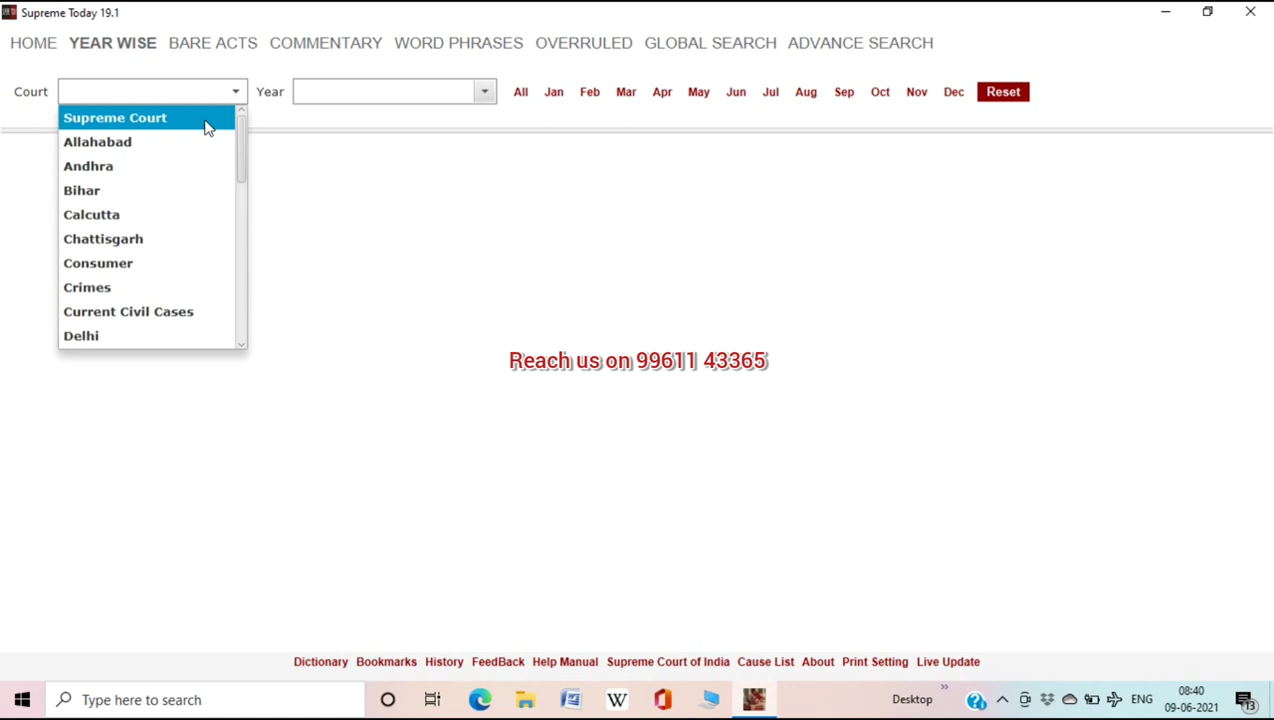 Supreme Today 19.1
HOME YEAR WISE BARE ACTS COMMENTARY WORD PHRASES OVERRULED GLOBAL SEARCH ADVANCE SEARCH
Court Year All Jan Feb Mar Apr May Jun Jul Aug Sep Oct Nov Dec Reset
Supreme Court
Allahabad
Andhra
Bihar
Calcutta
Chattisgarh
Consumer
Crimes
Current Civil Cases
Delhi
Reach us on 99611 43365
Dictionary Bookmarks History FeedBack Help Manual Supreme Court of India Cause List About Print Setting Live Update
Type here to search W Desktop ENG 08:40
09-06-2021 13